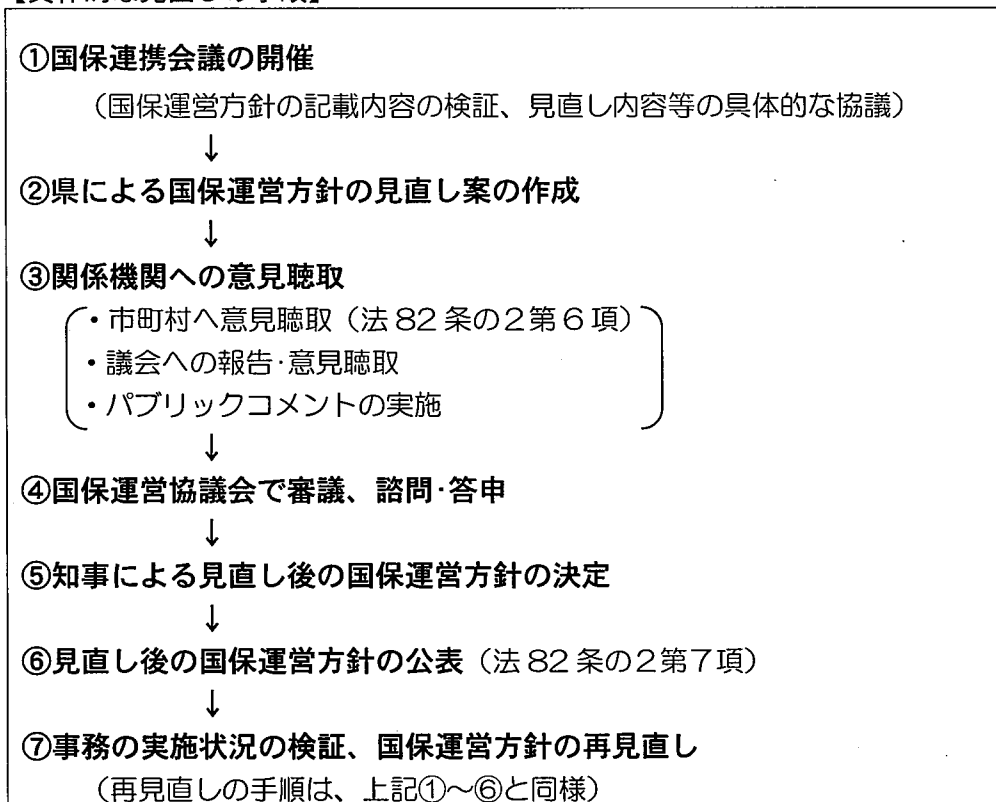 ①国保連携会議の開催
（国保運営方針の記載内容の検証、見直し内容等の具体的な協議）
↓
②県による国保運営方針の見直し案の作成
↓
③関係機関への意見聴取
・市町村へ意見聴取（法82条の2第6項）
・議会への報告・意見聴取
・パブリックコメントの実施
↓
④国保運営協議会で審議、諮問・答申
↓
⑤知事による見直し後の国保運営方針の決定
↓
⑥見直し後の国保運営方針の公表（法82条の2第7項）
↓
⑦事務の実施状況の検証、国保運営方針の再見直し
（再見直しの手順は、上記①～⑥と同様）